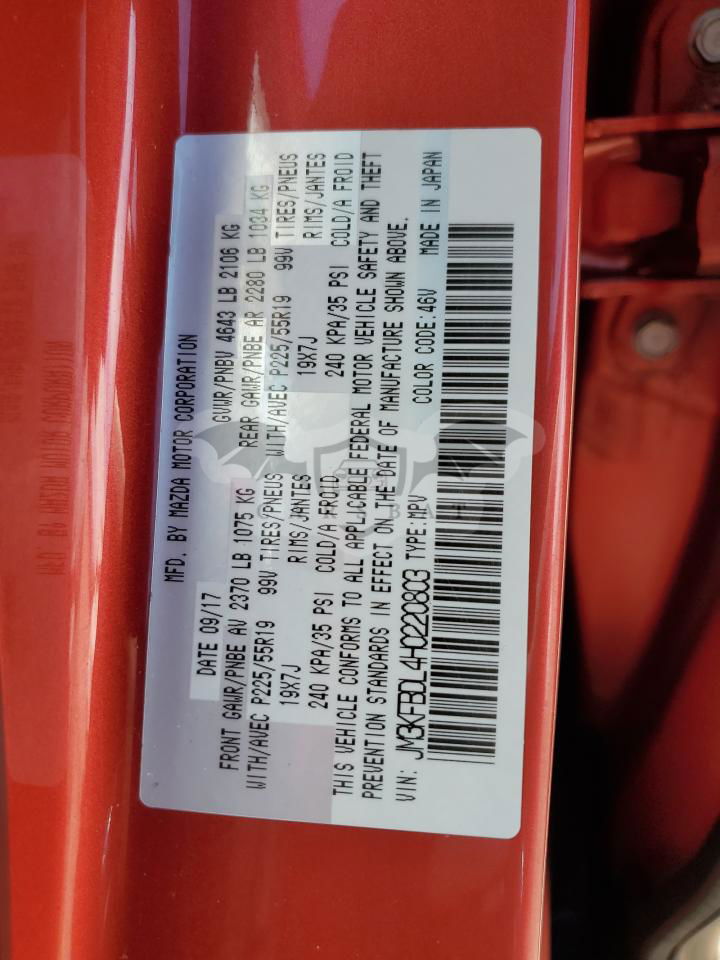 MFD. BY MAZDA MOTOR CORPORATION
DATE 09/17 GVWR/PNBV 4643 LB 2106 KG
FRONT GAWR/PNBE AV 2370 LB 1075 KG REAR GAWR/PNBE AR 2280 LB 1034 KG
WITH/AVEC P225/55R19 99V TIRES/PNEUS WITH/AVEC P225/55R19 99V TIRES/PNEUS
19X7J RIMS/JANTES 19X7J RIMS/JANTES
240 KPA/35 PSI COLD/A FROID 240 KPA/35 PSI COLD/A FROID
THIS VEHICLE CONFORMS TO ALL APPLICABLE FEDERAL MOTOR VEHICLE SAFETY AND THEFT
PREVENTION STANDARDS IN EFFECT ON THE DATE OF MANUFACTURE SHOWN ABOVE.
VIN: JM3KFBDL4H0220803 TYPE:MPV COLOR CODE:46V MADE IN JAPAN